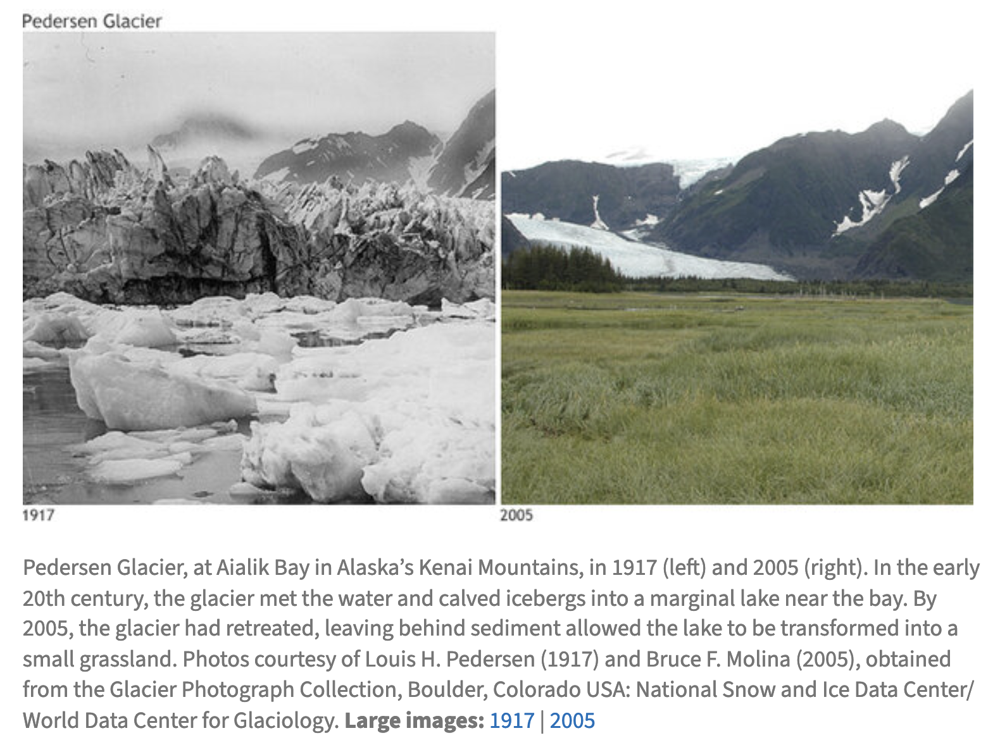 Pedersen Glacier
1917
2005
Pedersen Glacier, at Aialik Bay in Alaska’s Kenai Mountains, in 1917 (left) and 2005 (right). In the early
20th century, the glacier met the water and calved icebergs into a marginal lake near the bay. By
2005, the glacier had retreated, leaving behind sediment allowed the lake to be transformed into a
small grassland. Photos courtesy of Louis H. Pedersen (1917) and Bruce F. Molina (2005), obtained
from the Glacier Photograph Collection, Boulder, Colorado USA: National Snow and Ice Data Center/
World Data Center for Glaciology. Large images: 1917 | 2005